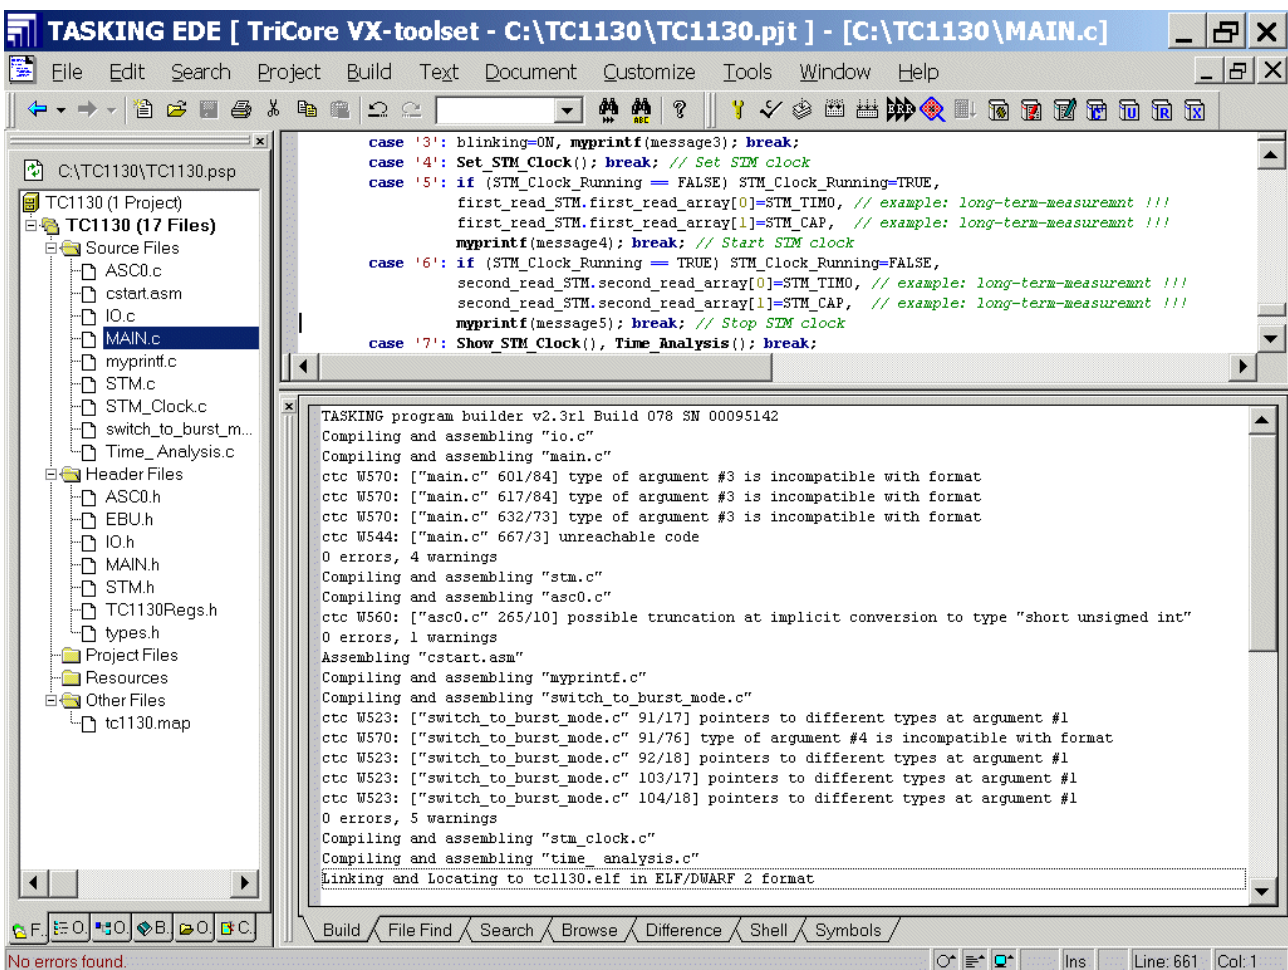 TASKING EDE [ TriCore VX-toolset - C:\TC1130\TC1130.pjt ] - [C:\TC1130\MAIN.c]
File Edit Search Project Build Text Document Customize Tools Window Help
C:\TC1130\TC1130.psp
TC1130 (1 Project)
TC1130 (17 Files)
Source Files
ASC0.c
cstart.asm
IO.c
MAIN.c
myprintf.c
STM.c
STM_Clock.c
switch_to_burst_m...
Time_ Analysis.c
Header Files
ASC0.h
EBU.h
IO.h
MAIN.h
STM.h
TC1130Regs.h
types.h
Project Files
Resources
Other Files
tc1130.map
F. O. O. B. O. C.
case '3': blinking=ON, myprintf(message3); break;
case '4': Set_STM_Clock(); break; // Set STM clock
case '5': if (STM_Clock_Running == FALSE) STM_Clock_Running=TRUE,
first_read_STM.first_read_array[0]=STM_TIM0, // example: long-term-measuremnt !!!
first_read_STM.first_read_array[1]=STM_CAP, // example: long-term-measuremnt !!!
myprintf(message4); break; // Start STM clock
case '6': if (STM_Clock_Running == TRUE) STM_Clock_Running=FALSE,
second_read_STM.second_read_array[0]=STM_TIM0, // example: long-term-measuremnt !!!
second_read_STM.second_read_array[1]=STM_CAP, // example: long-term-measuremnt !!!
myprintf(message5); break; // Stop STM clock
case '7': Show_STM_Clock(), Time_Analysis(); break;
TASKING program builder v2.3r1 Build 078 SN 00095142
Compiling and assembling "io.c"
Compiling and assembling "main.c"
ctc W570: ["main.c" 601/84] type of argument #3 is incompatible with format
ctc W570: ["main.c" 617/84] type of argument #3 is incompatible with format
ctc W570: ["main.c" 632/73] type of argument #3 is incompatible with format
ctc W544: ["main.c" 667/3] unreachable code
0 errors, 4 warnings
Compiling and assembling "stm.c"
Compiling and assembling "asc0.c"
ctc W560: ["asc0.c" 265/10] possible truncation at implicit conversion to type "short unsigned int"
0 errors, 1 warnings
Assembling "cstart.asm"
Compiling and assembling "myprintf.c"
Compiling and assembling "switch_to_burst_mode.c"
ctc W523: ["switch_to_burst_mode.c" 91/17] pointers to different types at argument #1
ctc W570: ["switch_to_burst_mode.c" 91/76] type of argument #4 is incompatible with format
ctc W523: ["switch_to_burst_mode.c" 92/18] pointers to different types at argument #1
ctc W523: ["switch_to_burst_mode.c" 103/17] pointers to different types at argument #1
ctc W523: ["switch_to_burst_mode.c" 104/18] pointers to different types at argument #1
0 errors, 5 warnings
Compiling and assembling "stm_clock.c"
Compiling and assembling "time_ analysis.c"
Linking and Locating to tc1130.elf in ELF/DWARF 2 format
Build File Find Search Browse Difference Shell Symbols
No errors found. Ins Line: 661 Col: 1